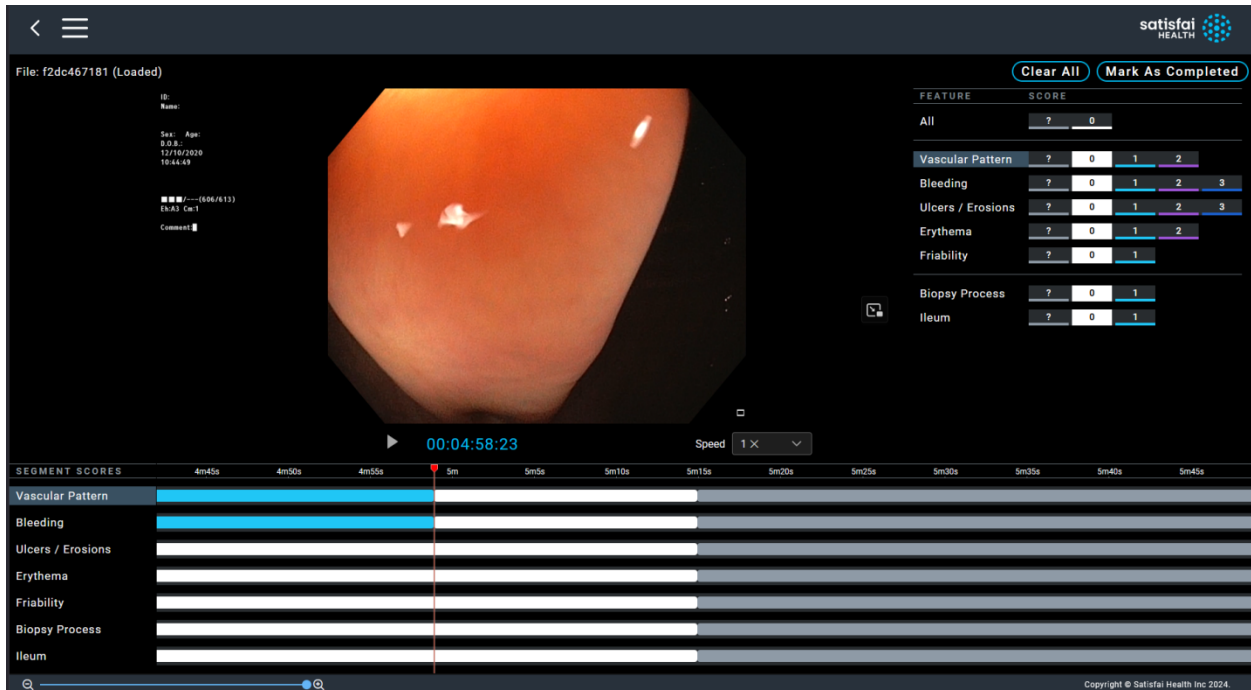 satisfai
HEALTH
File: f2dc467181 (Loaded)
Clear All
Mark As Completed
ID:
Name:
Sex: Age:
D.O.B.:
12/10/2020
10:44:49
■■■/---(606/613)
Eh:A3 Cm:1
Comment:
FEATURE SCORE
All ? 0
Vascular Pattern ? 0 1 2
Bleeding ? 0 1 2 3
Ulcers / Erosions ? 0 1 2 3
Erythema ? 0 1 2
Friability ? 0 1
Biopsy Process ? 0 1
Ileum ? 0 1
00:04:58:23
Speed 1×
SEGMENT SCORES 4m45s 4m50s 4m55s 5m 5m5s 5m10s 5m15s 5m20s 5m25s 5m30s 5m35s 5m40s 5m45s
Vascular Pattern
Bleeding
Ulcers / Erosions
Erythema
Friability
Biopsy Process
Ileum
Copyright © Satisfai Health Inc 2024.